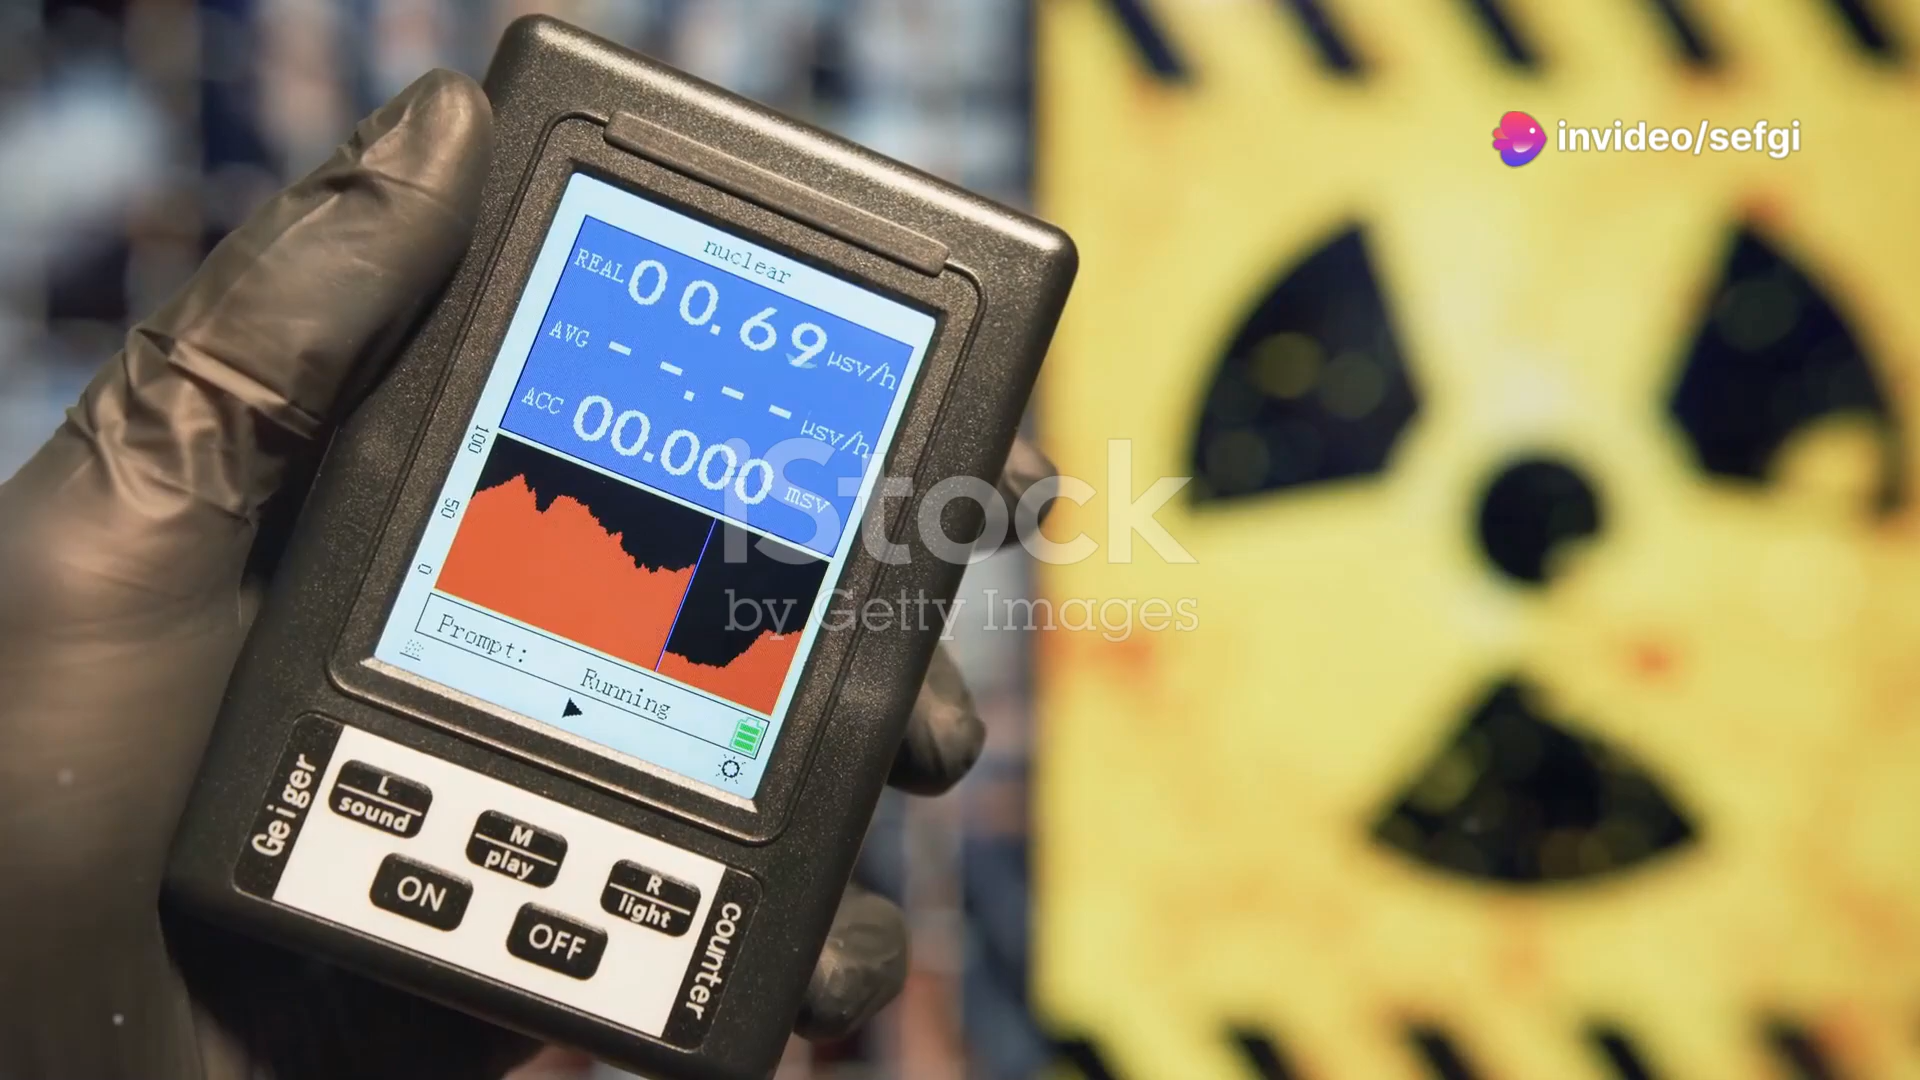 invideo/sefgi
nuclear
REAL 00.69 μsv/h
AVG --.-- μsv/h
ACC 00.000 msv
100
50
0
Prompt:
Running
iStock
by Getty Images
Geiger
L
sound
M
play
R
light
ON
OFF
counter